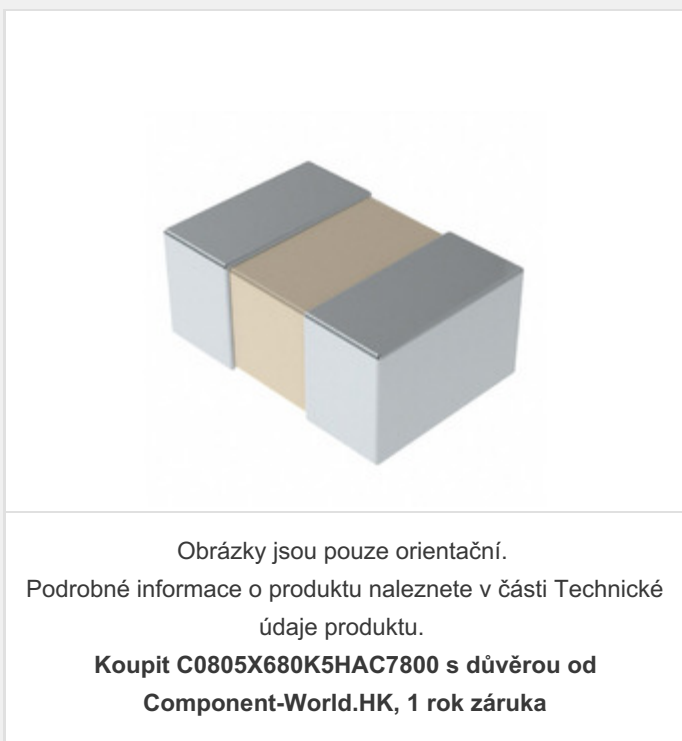 Obrázky jsou pouze orientační.
Podrobné informace o produktu naleznete v části Technické
údaje produktu.
Koupit C0805X680K5HAC7800 s důvěrou od
Component-World.HK, 1 rok záruka